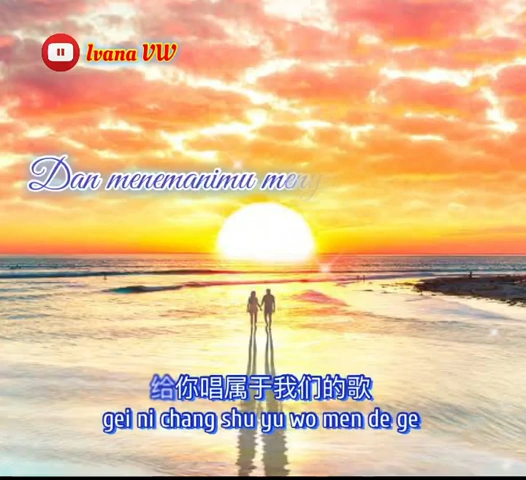 Ivana VW
Dan menemanimu
给你唱属于我们的歌
gei ni chang shu yu wo men de ge